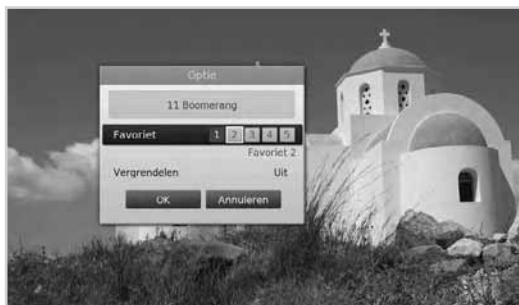 Optie
11 Boomerang
Favoriet 1 2 3 4 5
Favoriet 2
Vergrendelen Uit
OK Annuleren